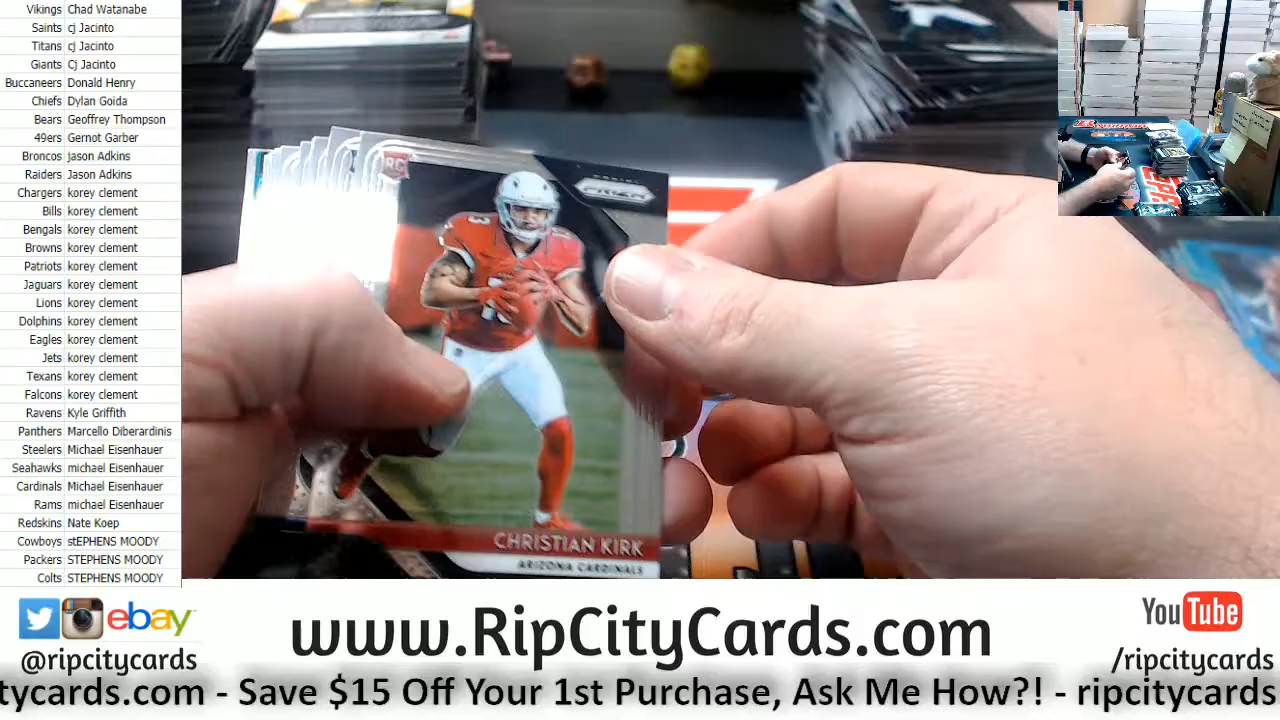 Vikings Chad Watanabe
Saints cj Jacinto
Titans cj Jacinto
Giants Cj Jacinto
Buccaneers Donald Henry
Chiefs Dylan Goida
Bears Geoffrey Thompson
49ers Gernot Garber
Broncos jason Adkins
Raiders Jason Adkins
Chargers korey clement
Bills korey clement
Bengals korey clement
Browns korey clement
Patriots korey clement
Jaguars korey clement
Lions korey clement
Dolphins korey clement
Eagles korey clement
Jets korey clement
Texans korey clement
Falcons korey clement
Ravens Kyle Griffith
Panthers Marcello Diberardinis
Steelers Michael Eisenhauer
Seahawks michael Eisenhauer
Cardinals Michael Eisenhauer
Rams michael Eisenhauer
Redskins Nate Koep
Cowboys stEPHENS MOODY
Packers STEPHENS MOODY
Colts STEPHENS MOODY
RC
PANINI
PRIZM
CHRISTIAN KIRK
ARIZONA CARDINALS
ebay
@ripcitycards
www.RipCityCards.com
YouTube
/ripcitycards
tycards.com - Save $15 Off Your 1st Purchase, Ask Me How?! - ripcitycards